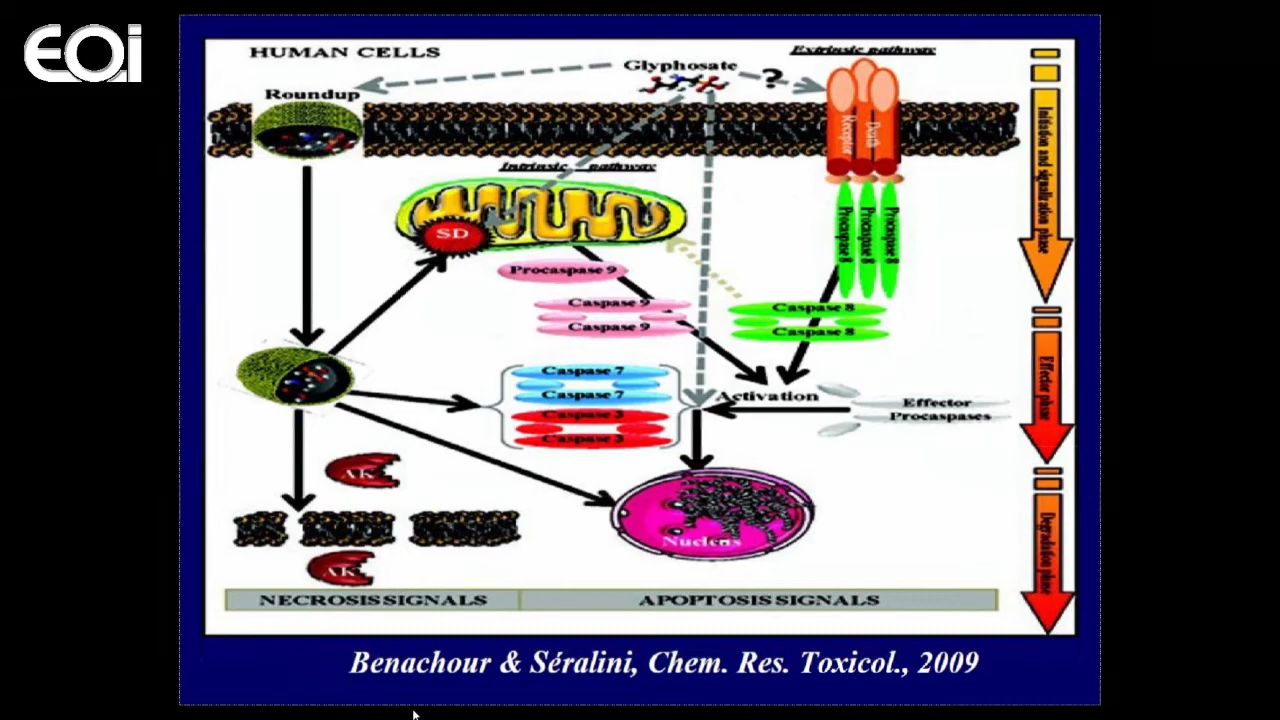 EOi
HUMAN CELLS
Extrinsic pathway
Glyphosate
?
Roundup
Death
Receptor
Intrinsic pathway
SD
Procaspase 8
Procaspase 8
Procaspase 8
Procaspase 9
Caspase 9
Caspase 9
Caspase 8
Caspase 8
Caspase 7
Caspase 7
Caspase 3
Caspase 3
Activation
Effector
Procaspases
AK
AK
Nucleus
Initiation and signalization phase
Effector phase
Degradation phase
NECROSIS SIGNALS
APOPTOSIS SIGNALS
Benachour & Séralini, Chem. Res. Toxicol., 2009